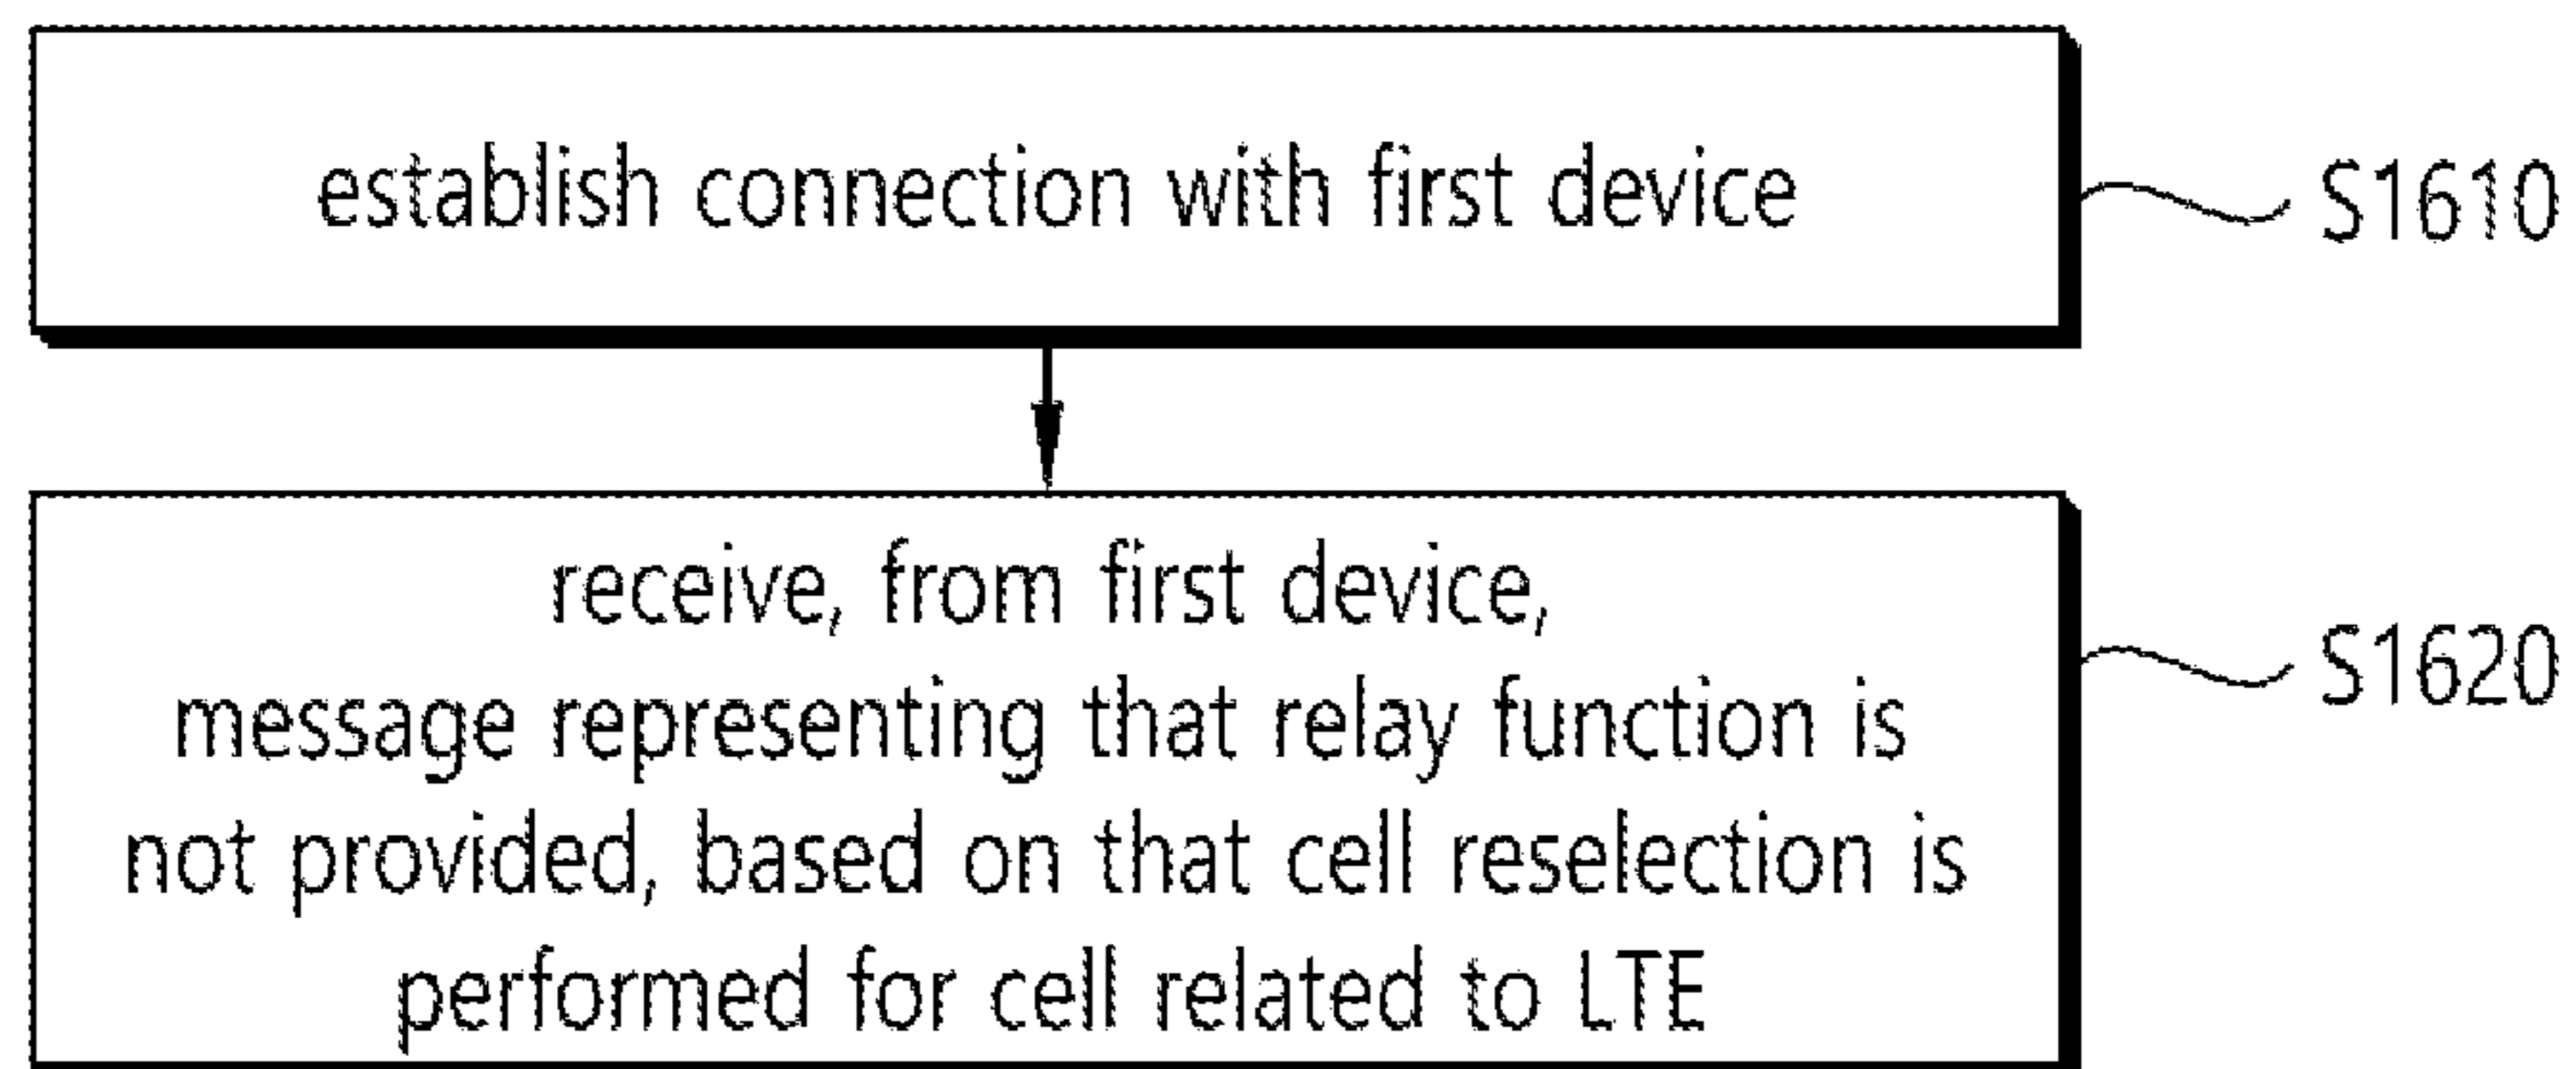 establish connection with first device
S1610
receive, from first device,
message representing that relay function is
not provided, based on that cell reselection is
performed for cell related to LTE
S1620